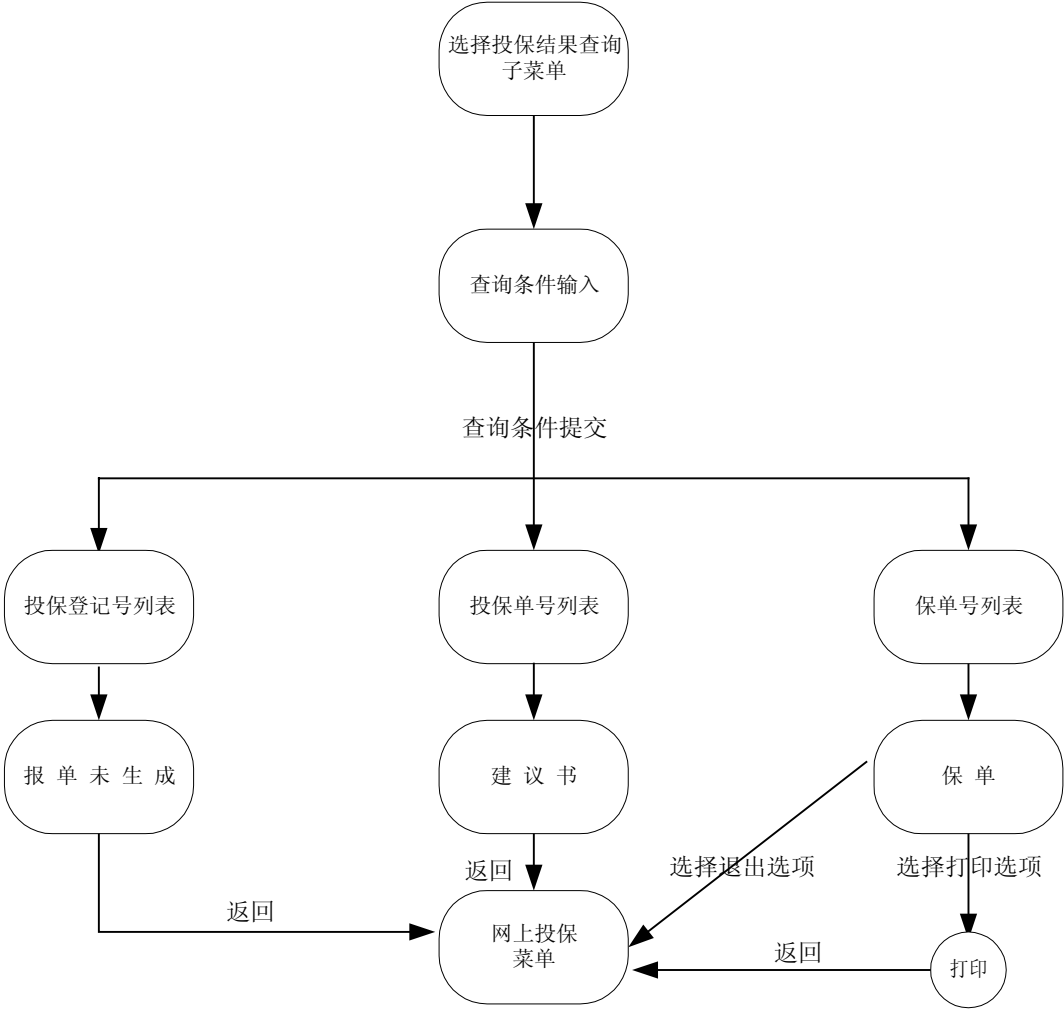 选择投保结果查询
子菜单
查询条件输入
查询条件提交
投保登记号列表
投保单号列表
保单号列表
报 单 未 生 成
建 议 书
保 单
返回
选择退出选项
选择打印选项
返回
网上投保
菜单
返回
打印